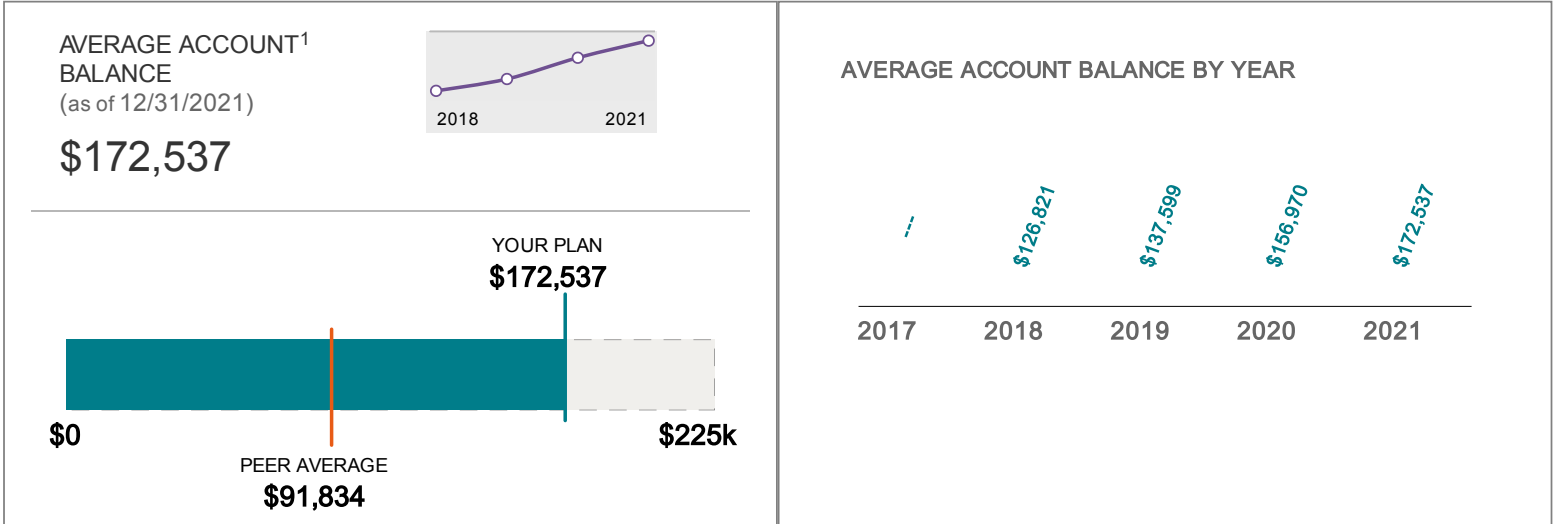 AVERAGE ACCOUNT¹
BALANCE
(as of 12/31/2021)
$172,537
2018 2021
YOUR PLAN
$172,537
$0 $225k
PEER AVERAGE
$91,834
AVERAGE ACCOUNT BALANCE BY YEAR
--- $126,821 $137,599 $156,970 $172,537
2017 2018 2019 2020 2021